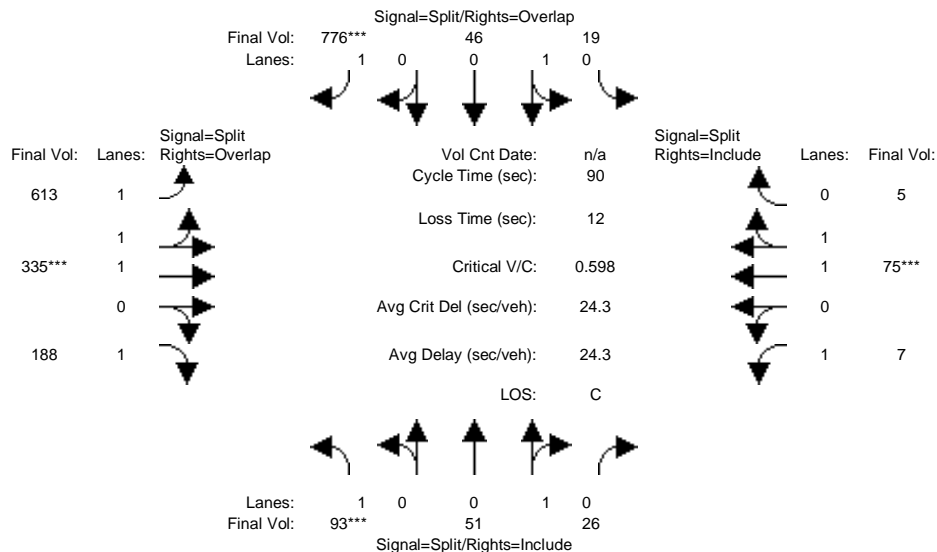 Signal=Split/Rights=Overlap
Final Vol: 776*** 46 19
Lanes: 1 0 0 1 0
Signal=Split
Rights=Overlap
Final Vol: Lanes:
Vol Cnt Date: n/a
Signal=Split
Rights=Include
Lanes: Final Vol:
Cycle Time (sec): 90
613 1
0 5
Loss Time (sec): 12
1
1
335*** 1
Critical V/C: 0.598
1 75***
0
Avg Crit Del (sec/veh): 24.3
0
188 1
Avg Delay (sec/veh): 24.3
1 7
LOS: C
Lanes: 1 0 0 1 0
Final Vol: 93*** 51 26
Signal=Split/Rights=Include